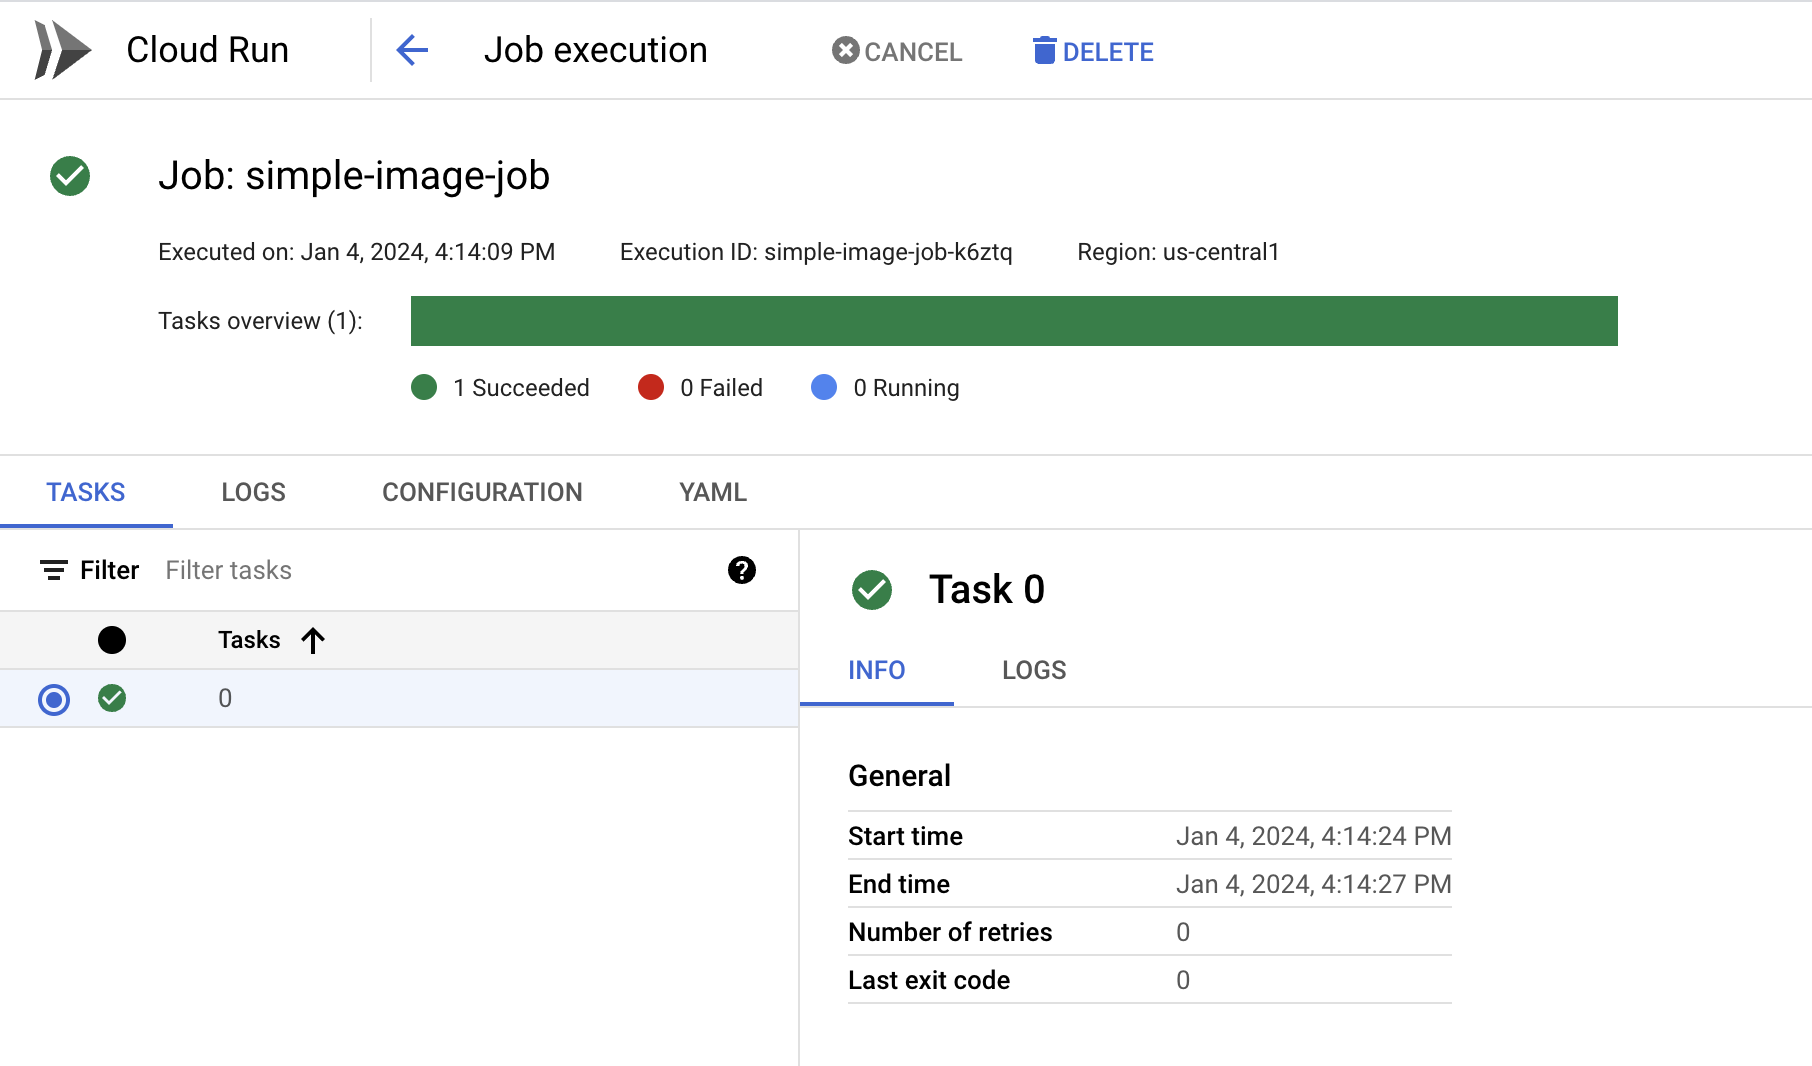 Cloud Run Job execution CANCEL DELETE
Job: simple-image-job
Executed on: Jan 4, 2024, 4:14:09 PM Execution ID: simple-image-job-k6ztq Region: us-central1
Tasks overview (1):
1 Succeeded 0 Failed 0 Running
TASKS LOGS CONFIGURATION YAML
Filter Filter tasks ?
Tasks
0
Task 0
INFO LOGS
General
Start time Jan 4, 2024, 4:14:24 PM
End time Jan 4, 2024, 4:14:27 PM
Number of retries 0
Last exit code 0